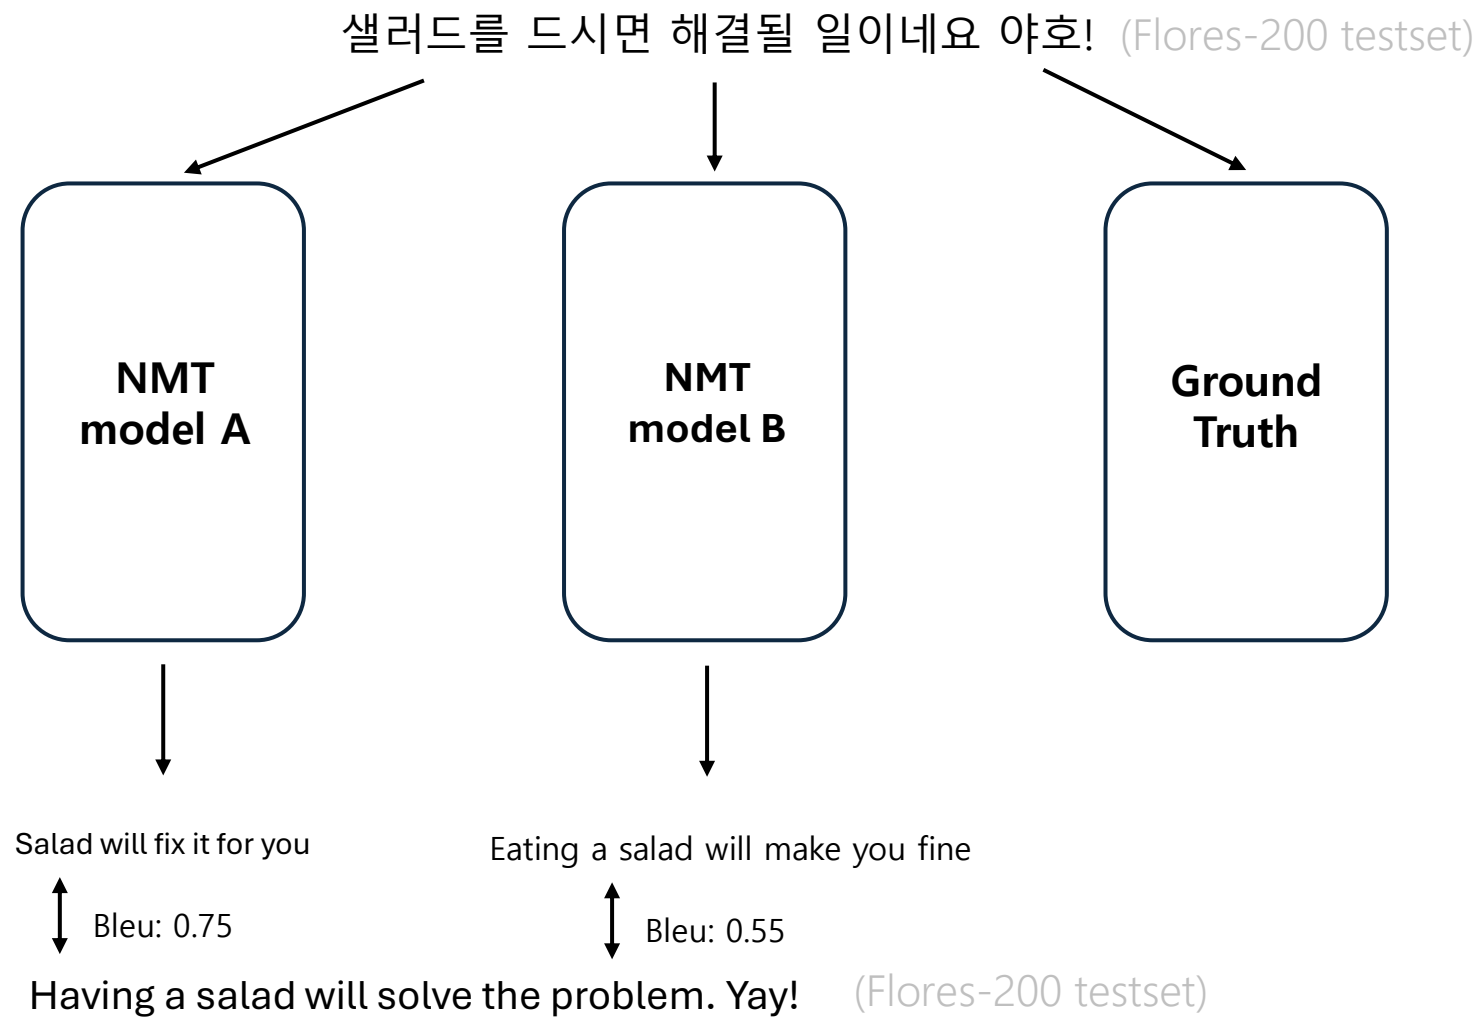 샐러드를 드시면 해결될 일이네요 야호! (Flores-200 testset)
NMT
model A
NMT
model B
Ground
Truth
Salad will fix it for you
Eating a salad will make you fine
Bleu: 0.75
Bleu: 0.55
Having a salad will solve the problem. Yay! (Flores-200 testset)